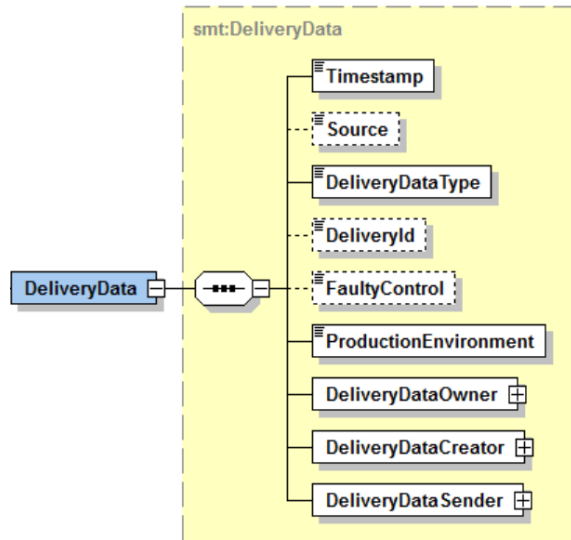 smt:DeliveryData
Timestamp
Source
DeliveryDataType
DeliveryId
DeliveryData
FaultyControl
ProductionEnvironment
DeliveryDataOwner
DeliveryDataCreator
DeliveryDataSender